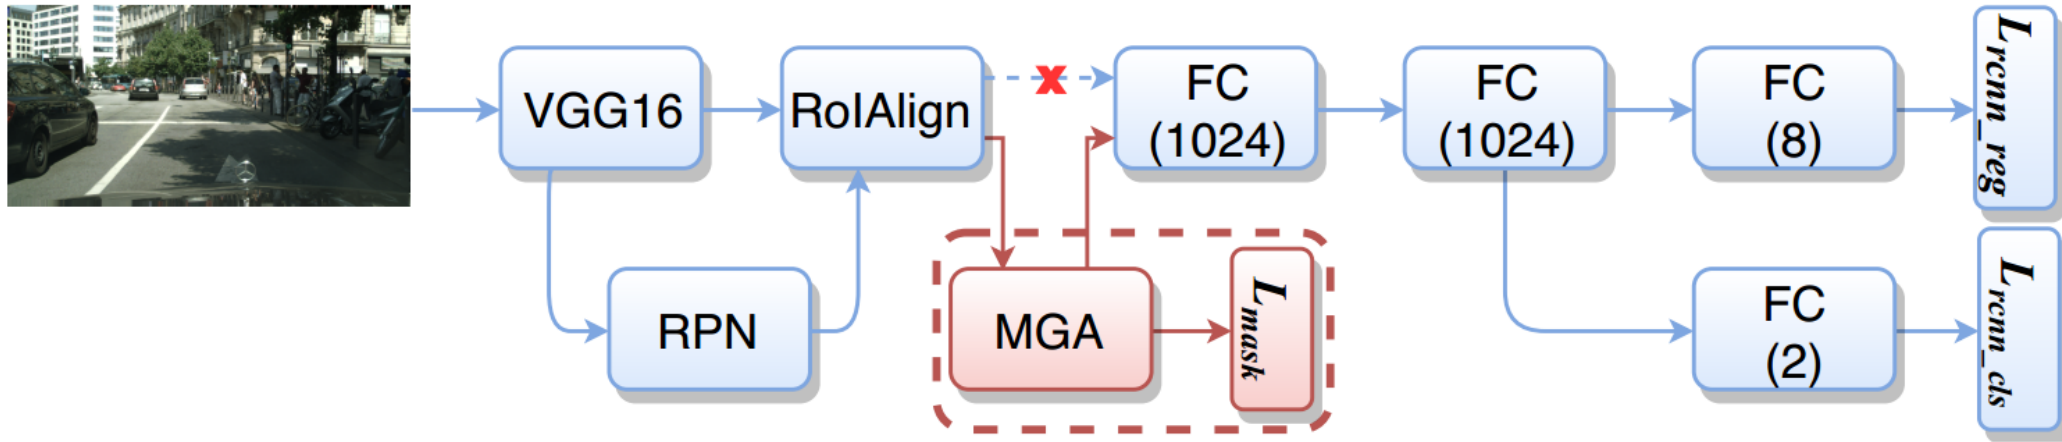 VGG16
RoIAlign
FC
(1024)
FC
(1024)
FC
(8)
L_rcnn_reg
RPN
MGA
L_mask
FC
(2)
L_rcnn_cls